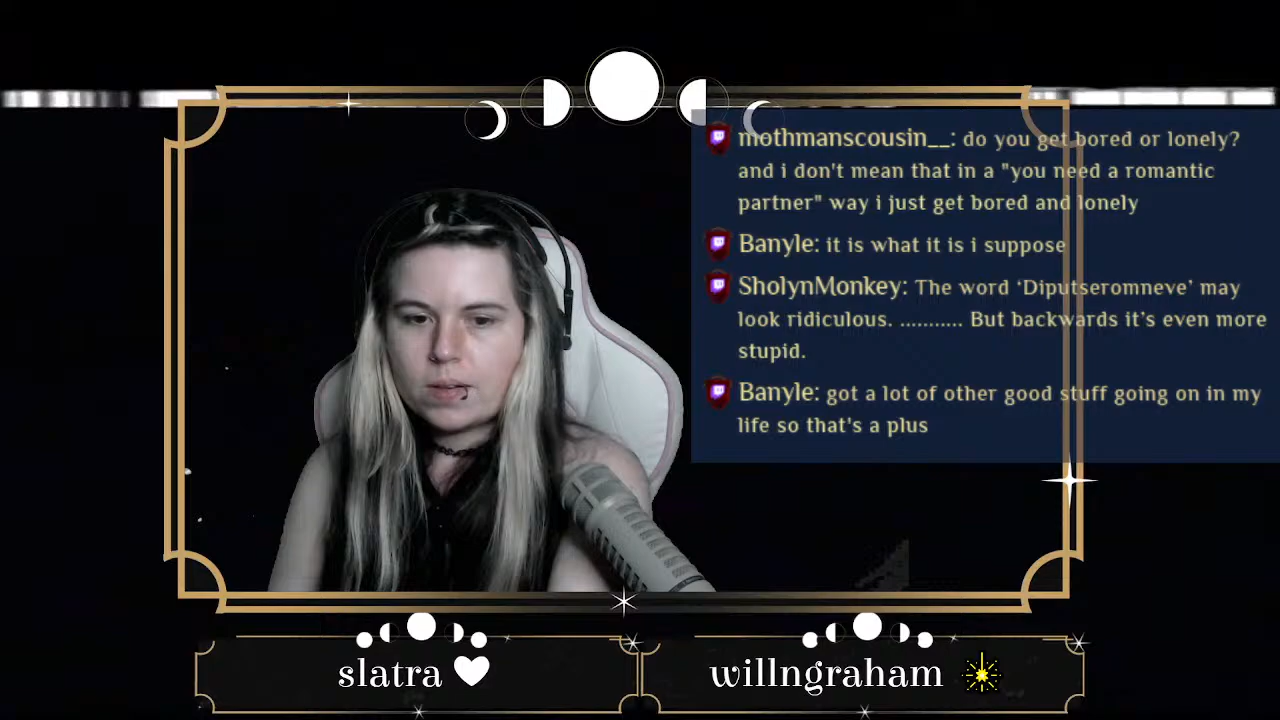 mothmanscousin__: do you get bored or lonely?
and i don't mean that in a "you need a romantic
partner" way i just get bored and lonely
Banyle: it is what it is i suppose
SholynMonkey: The word ‘Diputseromneve’ may
look ridiculous. ........... But backwards it’s even more
stupid.
Banyle: got a lot of other good stuff going on in my
life so that's a plus
slatra
willngraham